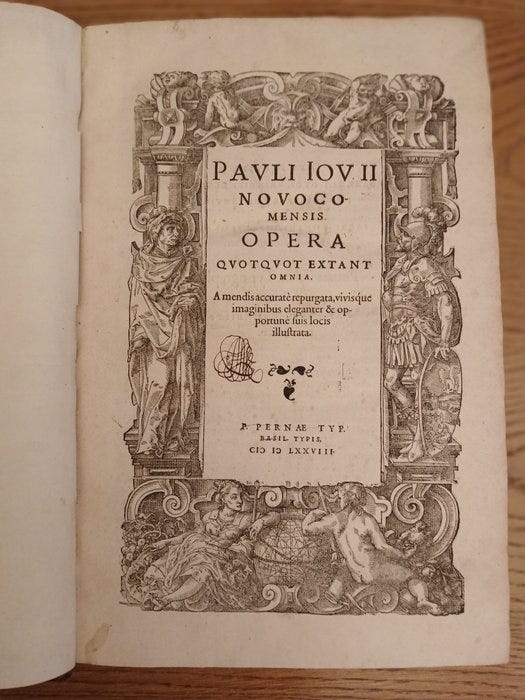 PAVLI IOVII
NOVOCO-
MENSIS
OPERA
QVOTQVOT EXTANT
OMNIA,
A mendis accuratè repurgata, vivisque
imaginibus eleganter & op-
portunè suis locis
illustrata.
P. PERNAE TYP.
BASIL. TYPIS,
CIƆ IƆ LXXVIII.